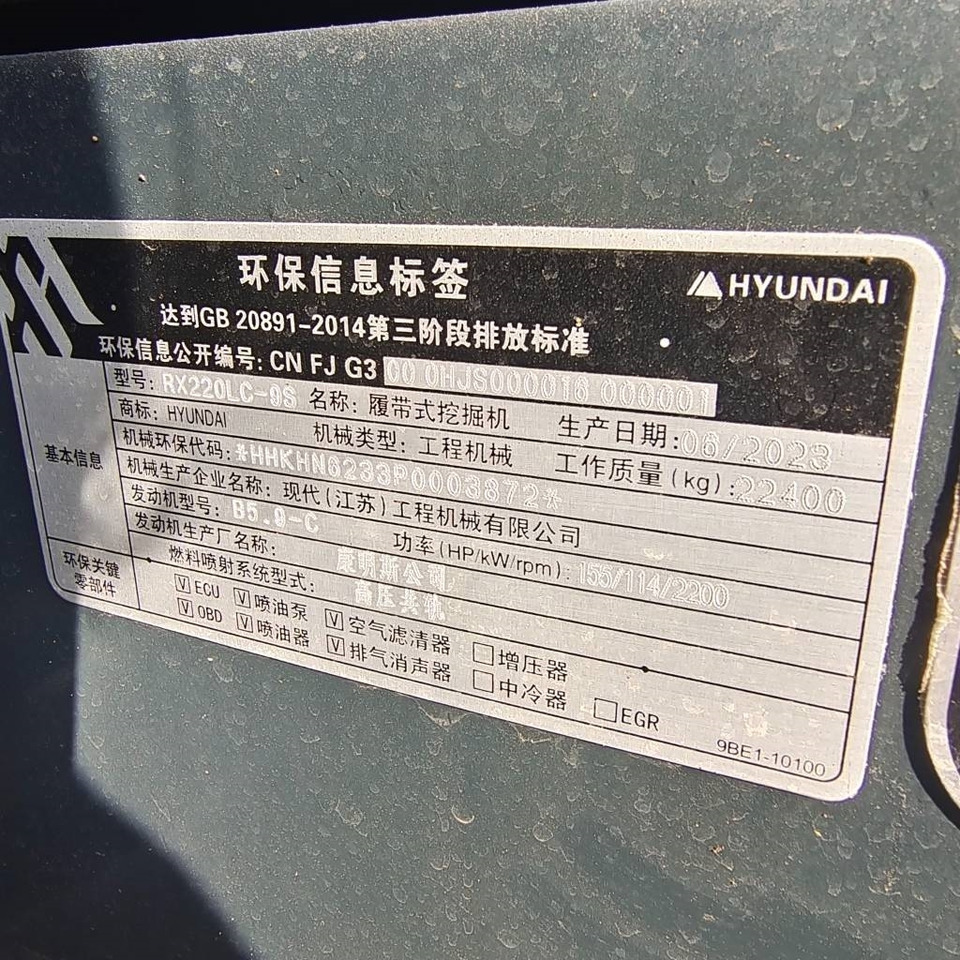 环保信息标签
HYUNDAI
达到GB 20891-2014第三阶段排放标准
环保信息公开编号: CN FJ G3 00 0HJS000016 000001
型号: RX220LC-9S 名称: 履带式挖掘机 生产日期: 06/2023
商标: HYUNDAI 机械类型: 工程机械 工作质量(kg): 22400
基本信息
机械环保代码: *HHKHN6233P0003872*
机械生产企业名称: 现代(江苏)工程机械有限公司
发动机型号: B5.9-C 功率(HP/kW/rpm): 155/114/2200
发动机生产厂名称: 康明斯公司
燃料喷射系统型式: 高压共轨
环保关键零部件
ECU 喷油泵 空气滤清器 增压器
OBD 喷油器 排气消声器 中冷器 EGR
9BE1-10100